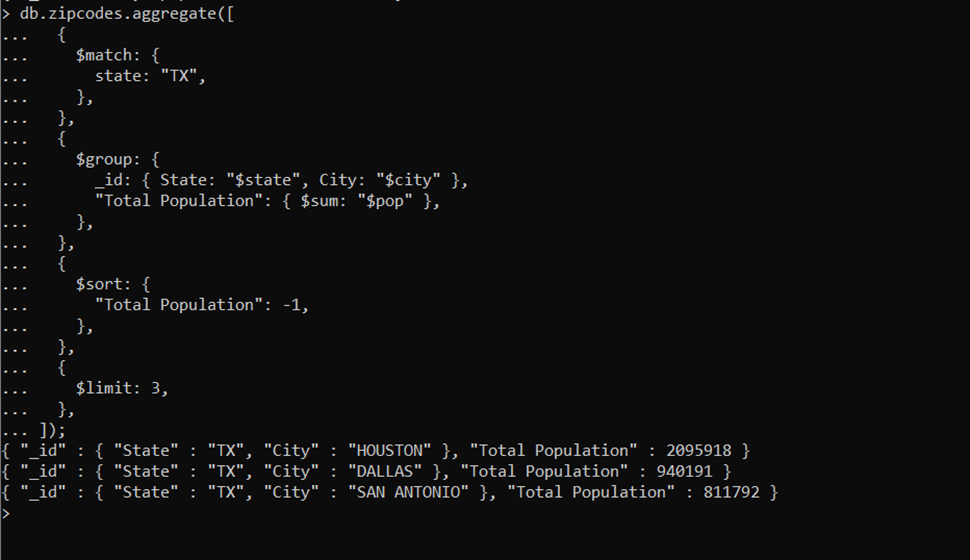 > db.zipcodes.aggregate([
...   {
...     $match: {
...       state: "TX",
...     },
...   },
...   {
...     $group: {
...       _id: { State: "$state", City: "$city" },
...       "Total Population": { $sum: "$pop" },
...     },
...   },
...   {
...     $sort: {
...       "Total Population": -1,
...     },
...   },
...   {
...     $limit: 3,
...   },
... ]);
{ "_id" : { "State" : "TX", "City" : "HOUSTON" }, "Total Population" : 2095918 }
{ "_id" : { "State" : "TX", "City" : "DALLAS" }, "Total Population" : 940191 }
{ "_id" : { "State" : "TX", "City" : "SAN ANTONIO" }, "Total Population" : 811792 }
>